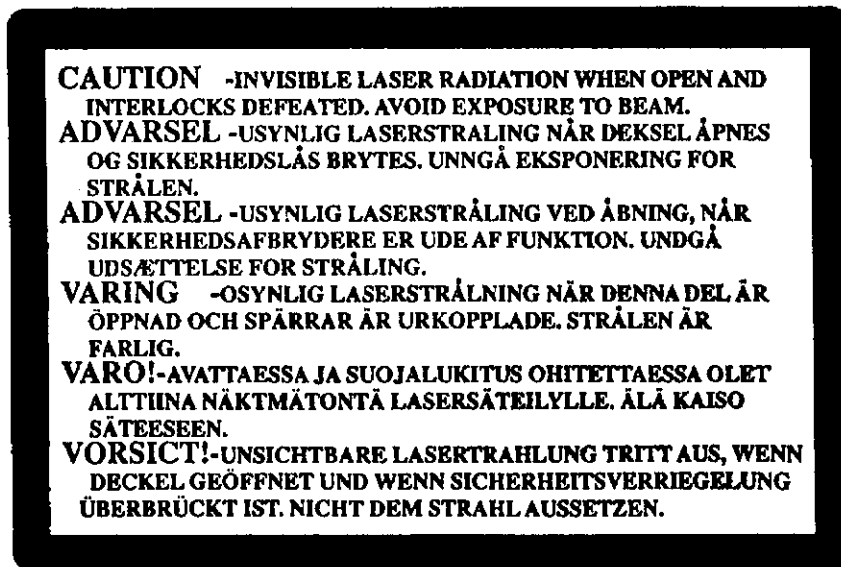 CAUTION -INVISIBLE LASER RADIATION WHEN OPEN AND
INTERLOCKS DEFEATED. AVOID EXPOSURE TO BEAM.
ADVARSEL -USYNLIG LASERSTRALING NÅR DEKSEL ÅPNES
OG SIKKERHEDSLÅS BRYTES. UNNGÅ EKSPONERING FOR
STRÅLEN.
ADVARSEL -USYNLIG LASERSTRÅLING VED ÅBNING, NÅR
SIKKERHEDSAFBRYDERE ER UDE AF FUNKTION. UNDGÅ
UDSÆTTELSE FOR STRÅLING.
VARING -OSYNLIG LASERSTRÅLNING NÄR DENNA DEL ÄR
ÖPPNAD OCH SPÄRRAR ÄR URKOPPLADE. STRÅLEN ÄR
FARLIG.
VARO!-AVATTAESSA JA SUOJALUKITUS OHITETTAESSA OLET
ALTTIINA NÄKTMÄTONTÄ LASERSÄTEILYLLE. ÄLÄ KAISO
SÄTEESEEN.
VORSICT!-UNSICHTBARE LASERTRAHLUNG TRITT AUS, WENN
DECKEL GEÖFFNET UND WENN SICHERHEITSVERRIEGELUNG
ÜBERBRÜCKT IST. NICHT DEM STRAHL AUSSETZEN.